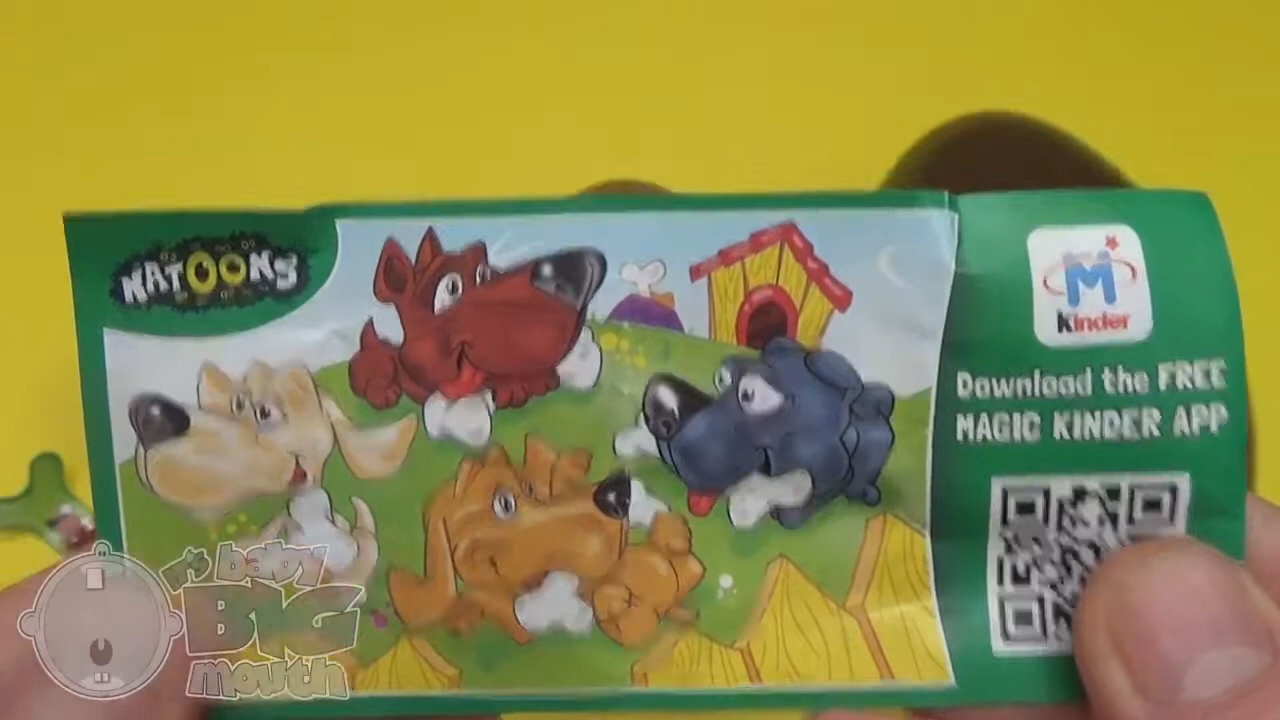 NATOONS
M
kinder
Download the FREE
MAGIC KINDER APP
it's baby
BIG
mouth